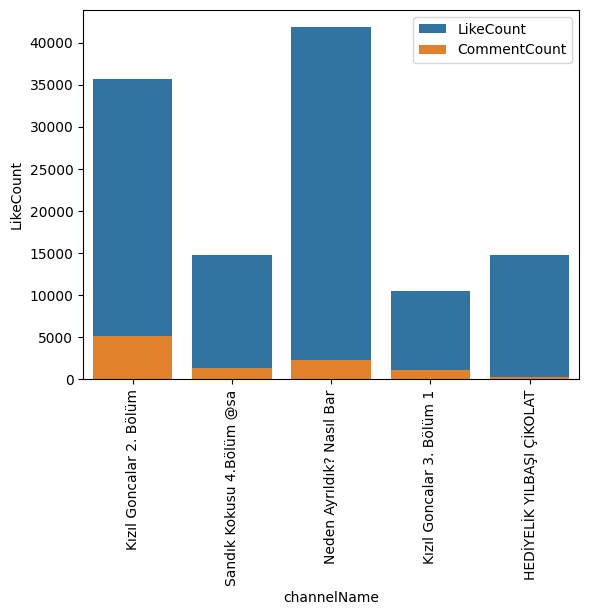 LikeCount
CommentCount
LikeCount
40000
35000
30000
25000
20000
15000
10000
5000
0
Kızıl Goncalar 2. Bölüm
Sandık Kokusu 4.Bölüm @sa
Neden Ayrıldık? Nasıl Bar
Kızıl Goncalar 3. Bölüm 1
HEDİYELİK YILBAŞI ÇİKOLAT
channelName